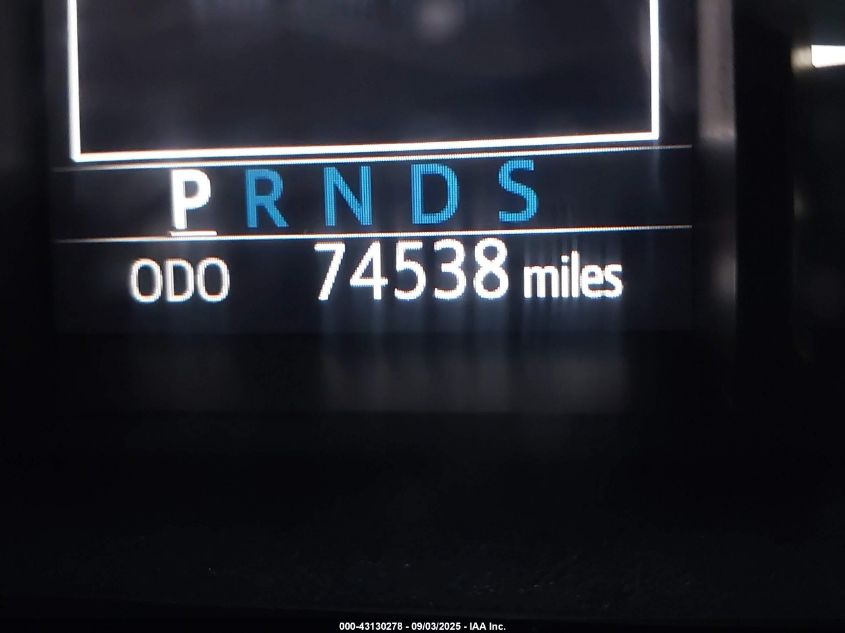 P R N D S
ODO 74538 miles
000-43130278 - 09/03/2025 - IAA Inc.